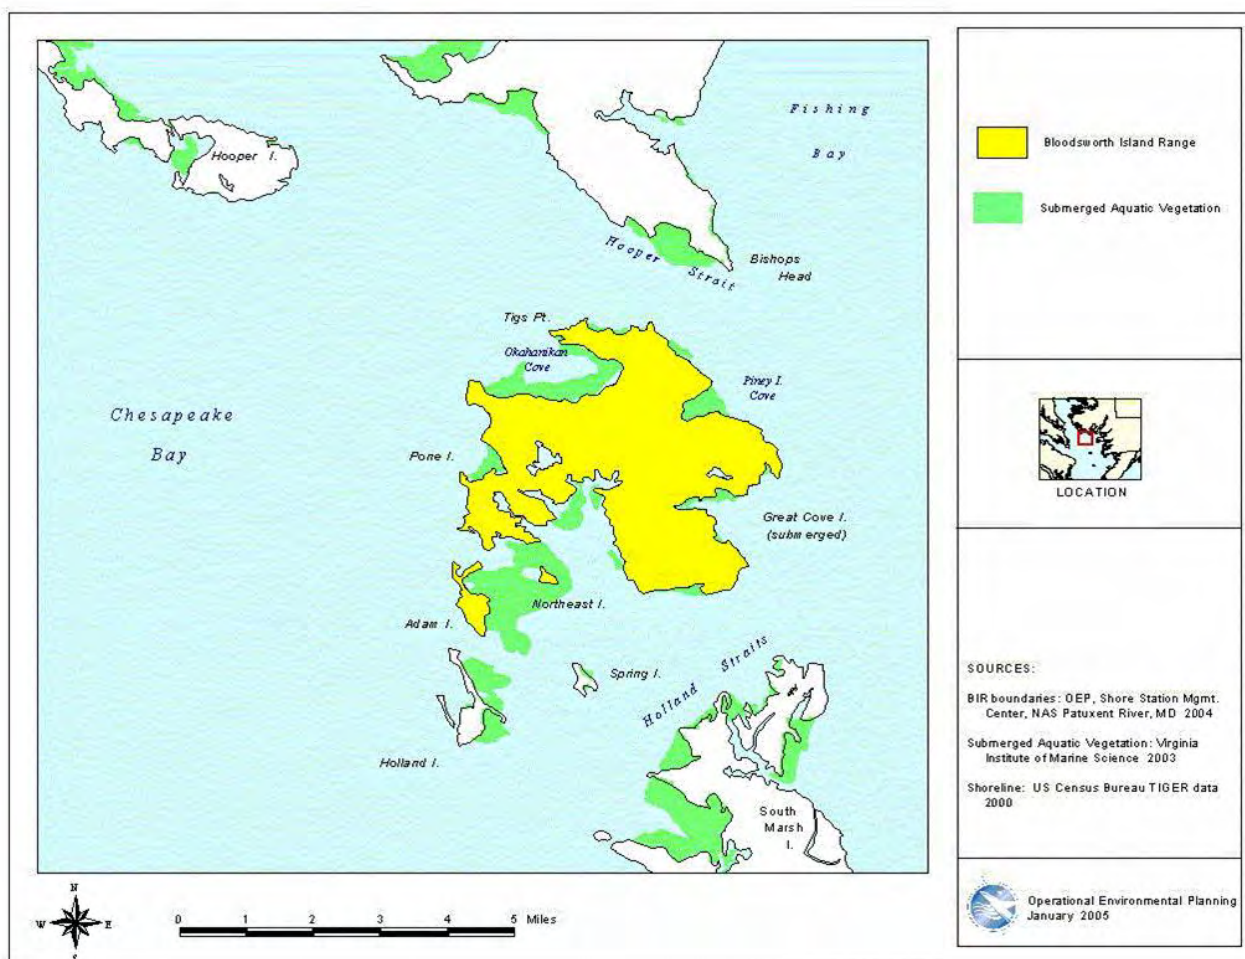 Fishing
Bay
Hooper I.
Hooper Strait
Bishops
Head
Tigs Pt.
Okahanikan
Cove
Piney I.
Cove
Chesapeake
Bay
Pone I.
Great Cove I.
(submerged)
Northeast I.
Adam I.
Spring I.
Holland Straits
Holland I.
South
Marsh
I.
Bloodsworth Island Range
Submerged Aquatic Vegetation
LOCATION
SOURCES:
BIR boundaries: OEP, Shore Station Mgmt.
Center, NAS Patuxent River, MD 2004
Submerged Aquatic Vegetation: Virginia
Institute of Marine Science 2003
Shoreline: US Census Bureau TIGER data
2000
Operational Environmental Planning
January 2005
N
W E
S
0 1 2 3 4 5 Miles